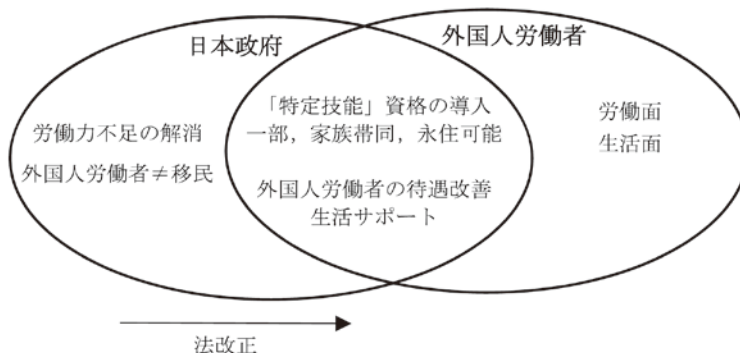 日本政府
外国人労働者
労働力不足の解消
外国人労働者≠移民
「特定技能」資格の導入
一部，家族帯同，永住可能
外国人労働者の待遇改善
生活サポート
労働面
生活面
法改正